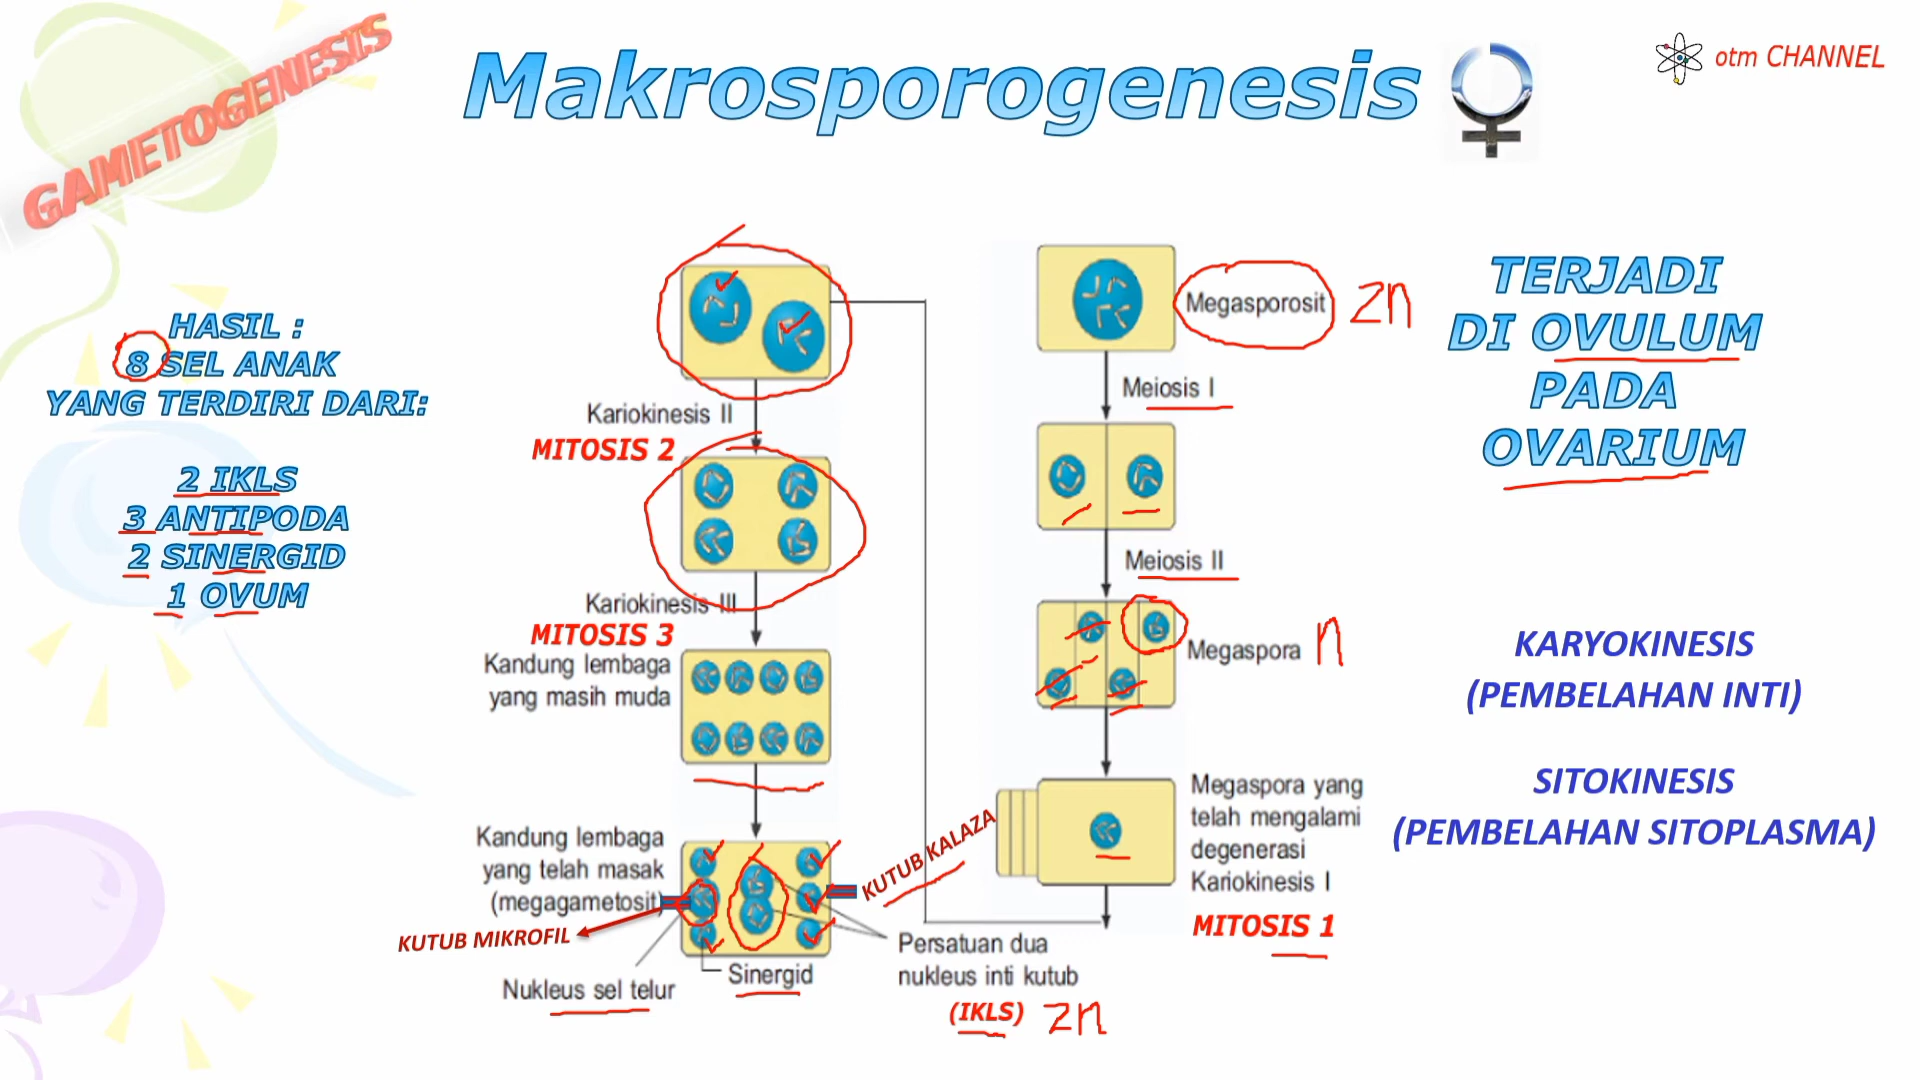 GAMETOGENESIS
Makrosporogenesis
otm CHANNEL
HASIL :
8 SEL ANAK
YANG TERDIRI DARI:
2 IKLS
3 ANTIPODA
2 SINERGID
1 OVUM
Kariokinesis II
MITOSIS 2
Kariokinesis III
MITOSIS 3
Kandung lembaga
yang masih muda
Kandung lembaga
yang telah masak
(megagametosit)
KUTUB MIKROFIL
Nukleus sel telur
Sinergid
KUTUB KALAZA
Persatuan dua
nukleus inti kutub
(IKLS) 2n
Megasporosit 2n
Meiosis I
Meiosis II
Megaspora n
Megaspora yang
telah mengalami
degenerasi
Kariokinesis I
MITOSIS 1
TERJADI
DI OVULUM
PADA
OVARIUM
KARYOKINESIS
(PEMBELAHAN INTI)
SITOKINESIS
(PEMBELAHAN SITOPLASMA)